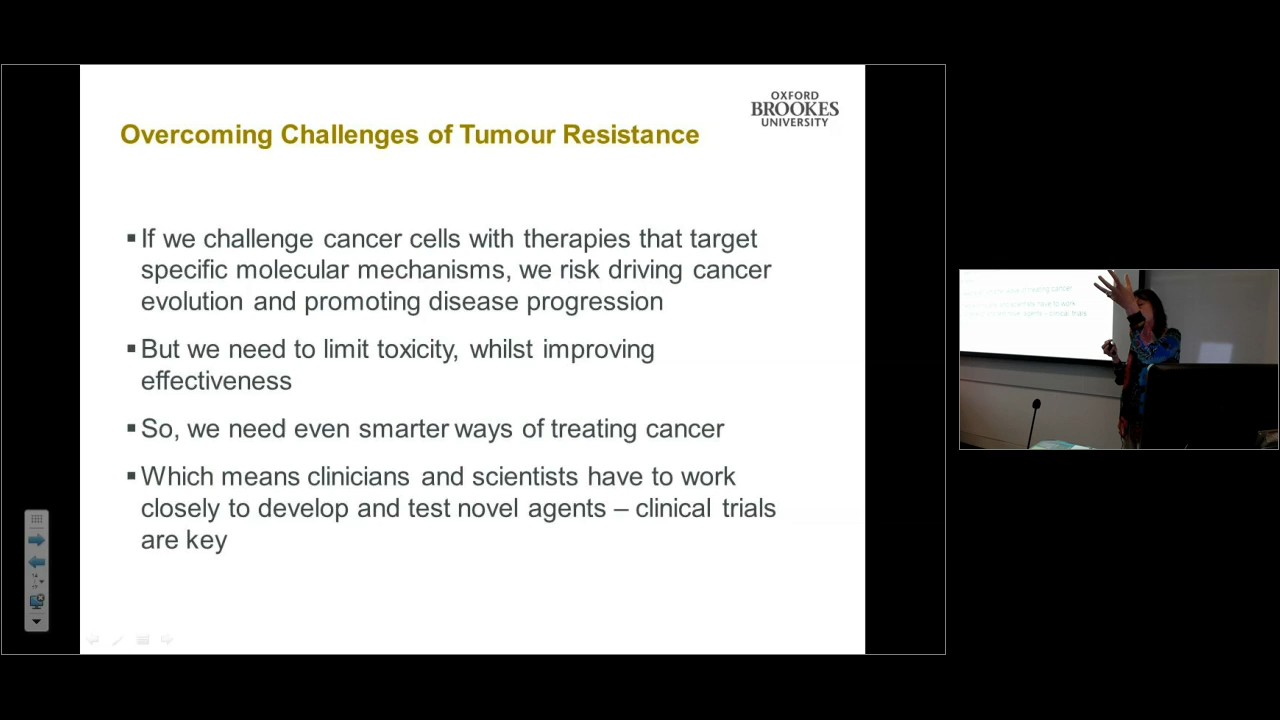 OXFORD
BROOKES
UNIVERSITY
Overcoming Challenges of Tumour Resistance
▪ If we challenge cancer cells with therapies that target
specific molecular mechanisms, we risk driving cancer
evolution and promoting disease progression
▪ But we need to limit toxicity, whilst improving
effectiveness
▪ So, we need even smarter ways of treating cancer
▪ Which means clinicians and scientists have to work
closely to develop and test novel agents – clinical trials
are key